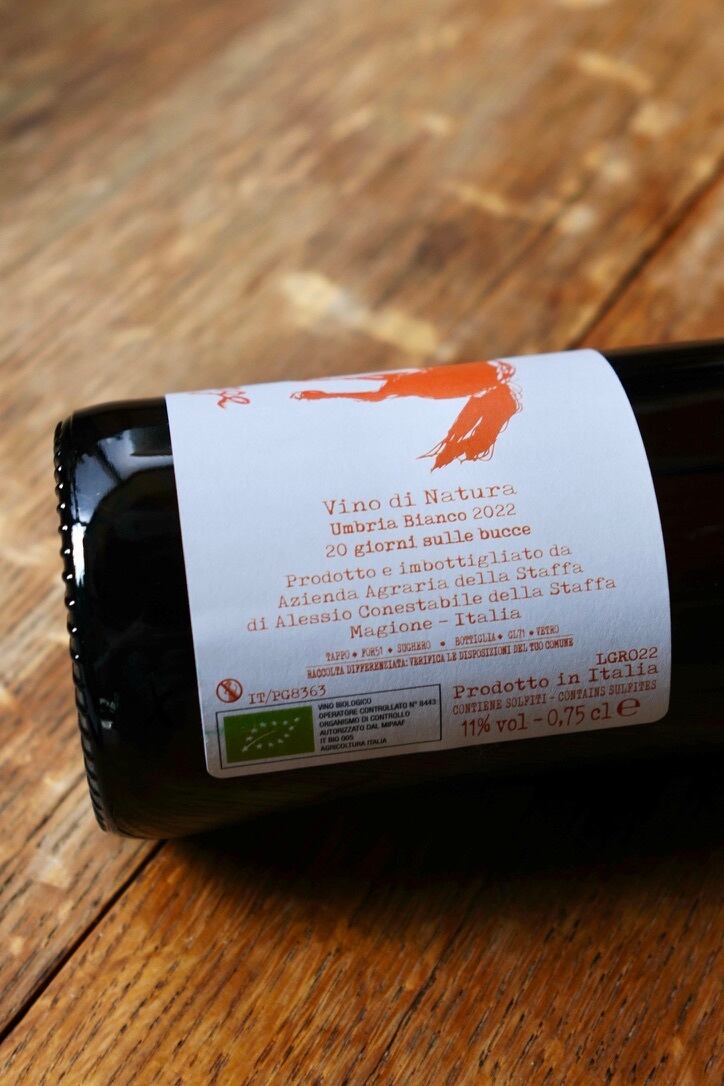 Vino di Natura
Umbria Bianco 2022
20 giorni sulle bucce
Prodotto e imbottigliato da
Azienda Agraria della Staffa
di Alessio Conestabile della Staffa
Magione - Italia
TAPPO • FOR51 • SUGHERO • BOTTIGLIA • GL71 • VETRO
RACCOLTA DIFFERENZIATA: VERIFICA LE DISPOSIZIONI DEL TUO COMUNE
IT/PG8363
VINO BIOLOGICO
OPERATORE CONTROLLATO N° 8443
ORGANISMO DI CONTROLLO
AUTORIZZATO DAL MIPAAF
IT BIO 005
AGRICOLTURA ITALIA
LGRO22
Prodotto in Italia
CONTIENE SOLFITI - CONTAINS SULFITES
11% vol - 0,75 cl e